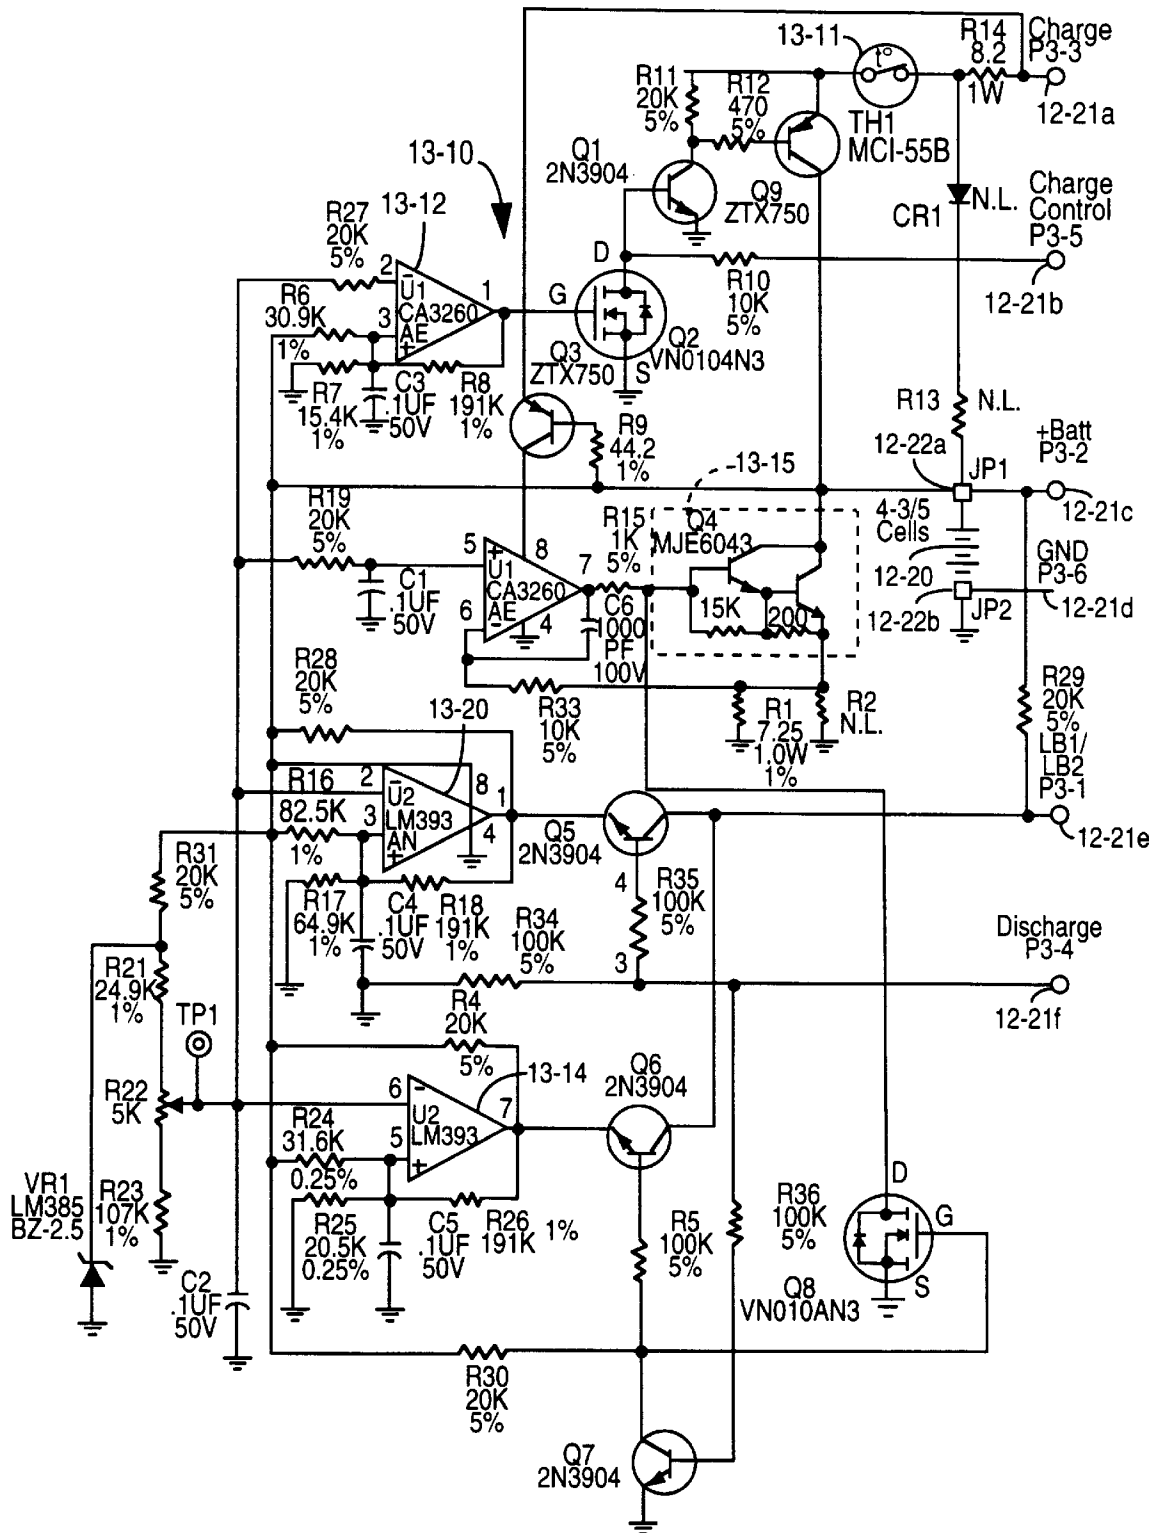 Charge
P3-3
R14
8.2
1W
12-21a
13-11
t°
TH1
MCI-55B
R11
20K
5%
R12
470
5%
13-10
Q1
2N3904
Q9
ZTX750
CR1
N.L.
Charge
Control
P3-5
12-21b
R27
20K
5%
13-12
2
-
U1
CA3260
AE
+
3
1
R6
30.9K
1%
R7
15.4K
1%
C3
.1UF
50V
R8
191K
1%
D
G
S
Q2
VN0104N3
R10
10K
5%
Q3
ZTX750
R9
44.2
1%
R13
N.L.
12-22a
JP1
+Batt
P3-2
12-21c
13-15
R19
20K
5%
C1
.1UF
50V
5
+
U1
CA3260
AE
-
6
8
4
7
R15
1K
5%
C6
1000
PF
100V
Q4
MJE6043
15K
200
4-3/5
Cells
12-20
12-22b
JP2
GND
P3-6
12-21d
R28
20K
5%
13-20
R33
10K
5%
R1
7.25
1.0W
1%
R2
N.L.
R29
20K
5%
LB1/
LB2
P3-1
12-21e
R16
82.5K
1%
2
-
U2
LM393
AN
+
3
8
1
4
Q5
2N3904
R31
20K
5%
R17
64.9K
1%
C4
.1UF
50V
R18
191K
1%
R34
100K
5%
4
R35
100K
5%
3
Discharge
P3-4
12-21f
R21
24.9K
1%
TP1
R4
20K
5%
13-14
Q6
2N3904
R22
5K
6
-
U2
LM393
+
5
7
R24
31.6K
0.25%
R25
20.5K
0.25%
C5
.1UF
50V
R26
191K
1%
VR1
LM385
BZ-2.5
R23
107K
1%
C2
.1UF
50V
R5
100K
5%
R36
100K
5%
D
G
S
Q8
VN010AN3
R30
20K
5%
Q7
2N3904